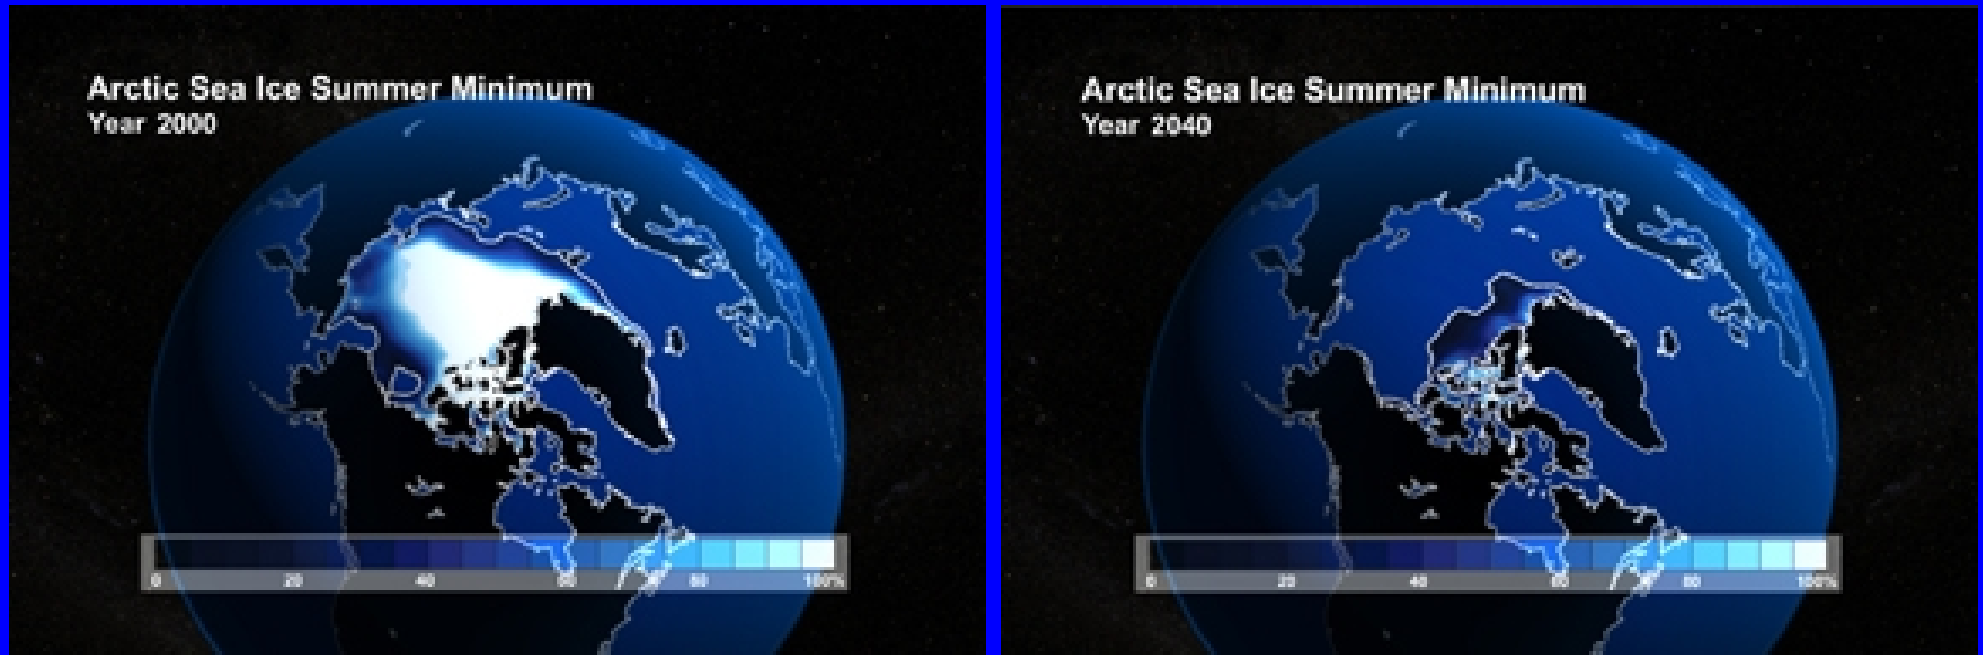 Arctic Sea Ice Summer Minimum
Year 2000
0 20 40 60 80 100%
Arctic Sea Ice Summer Minimum
Year 2040
0 20 40 60 80 100%